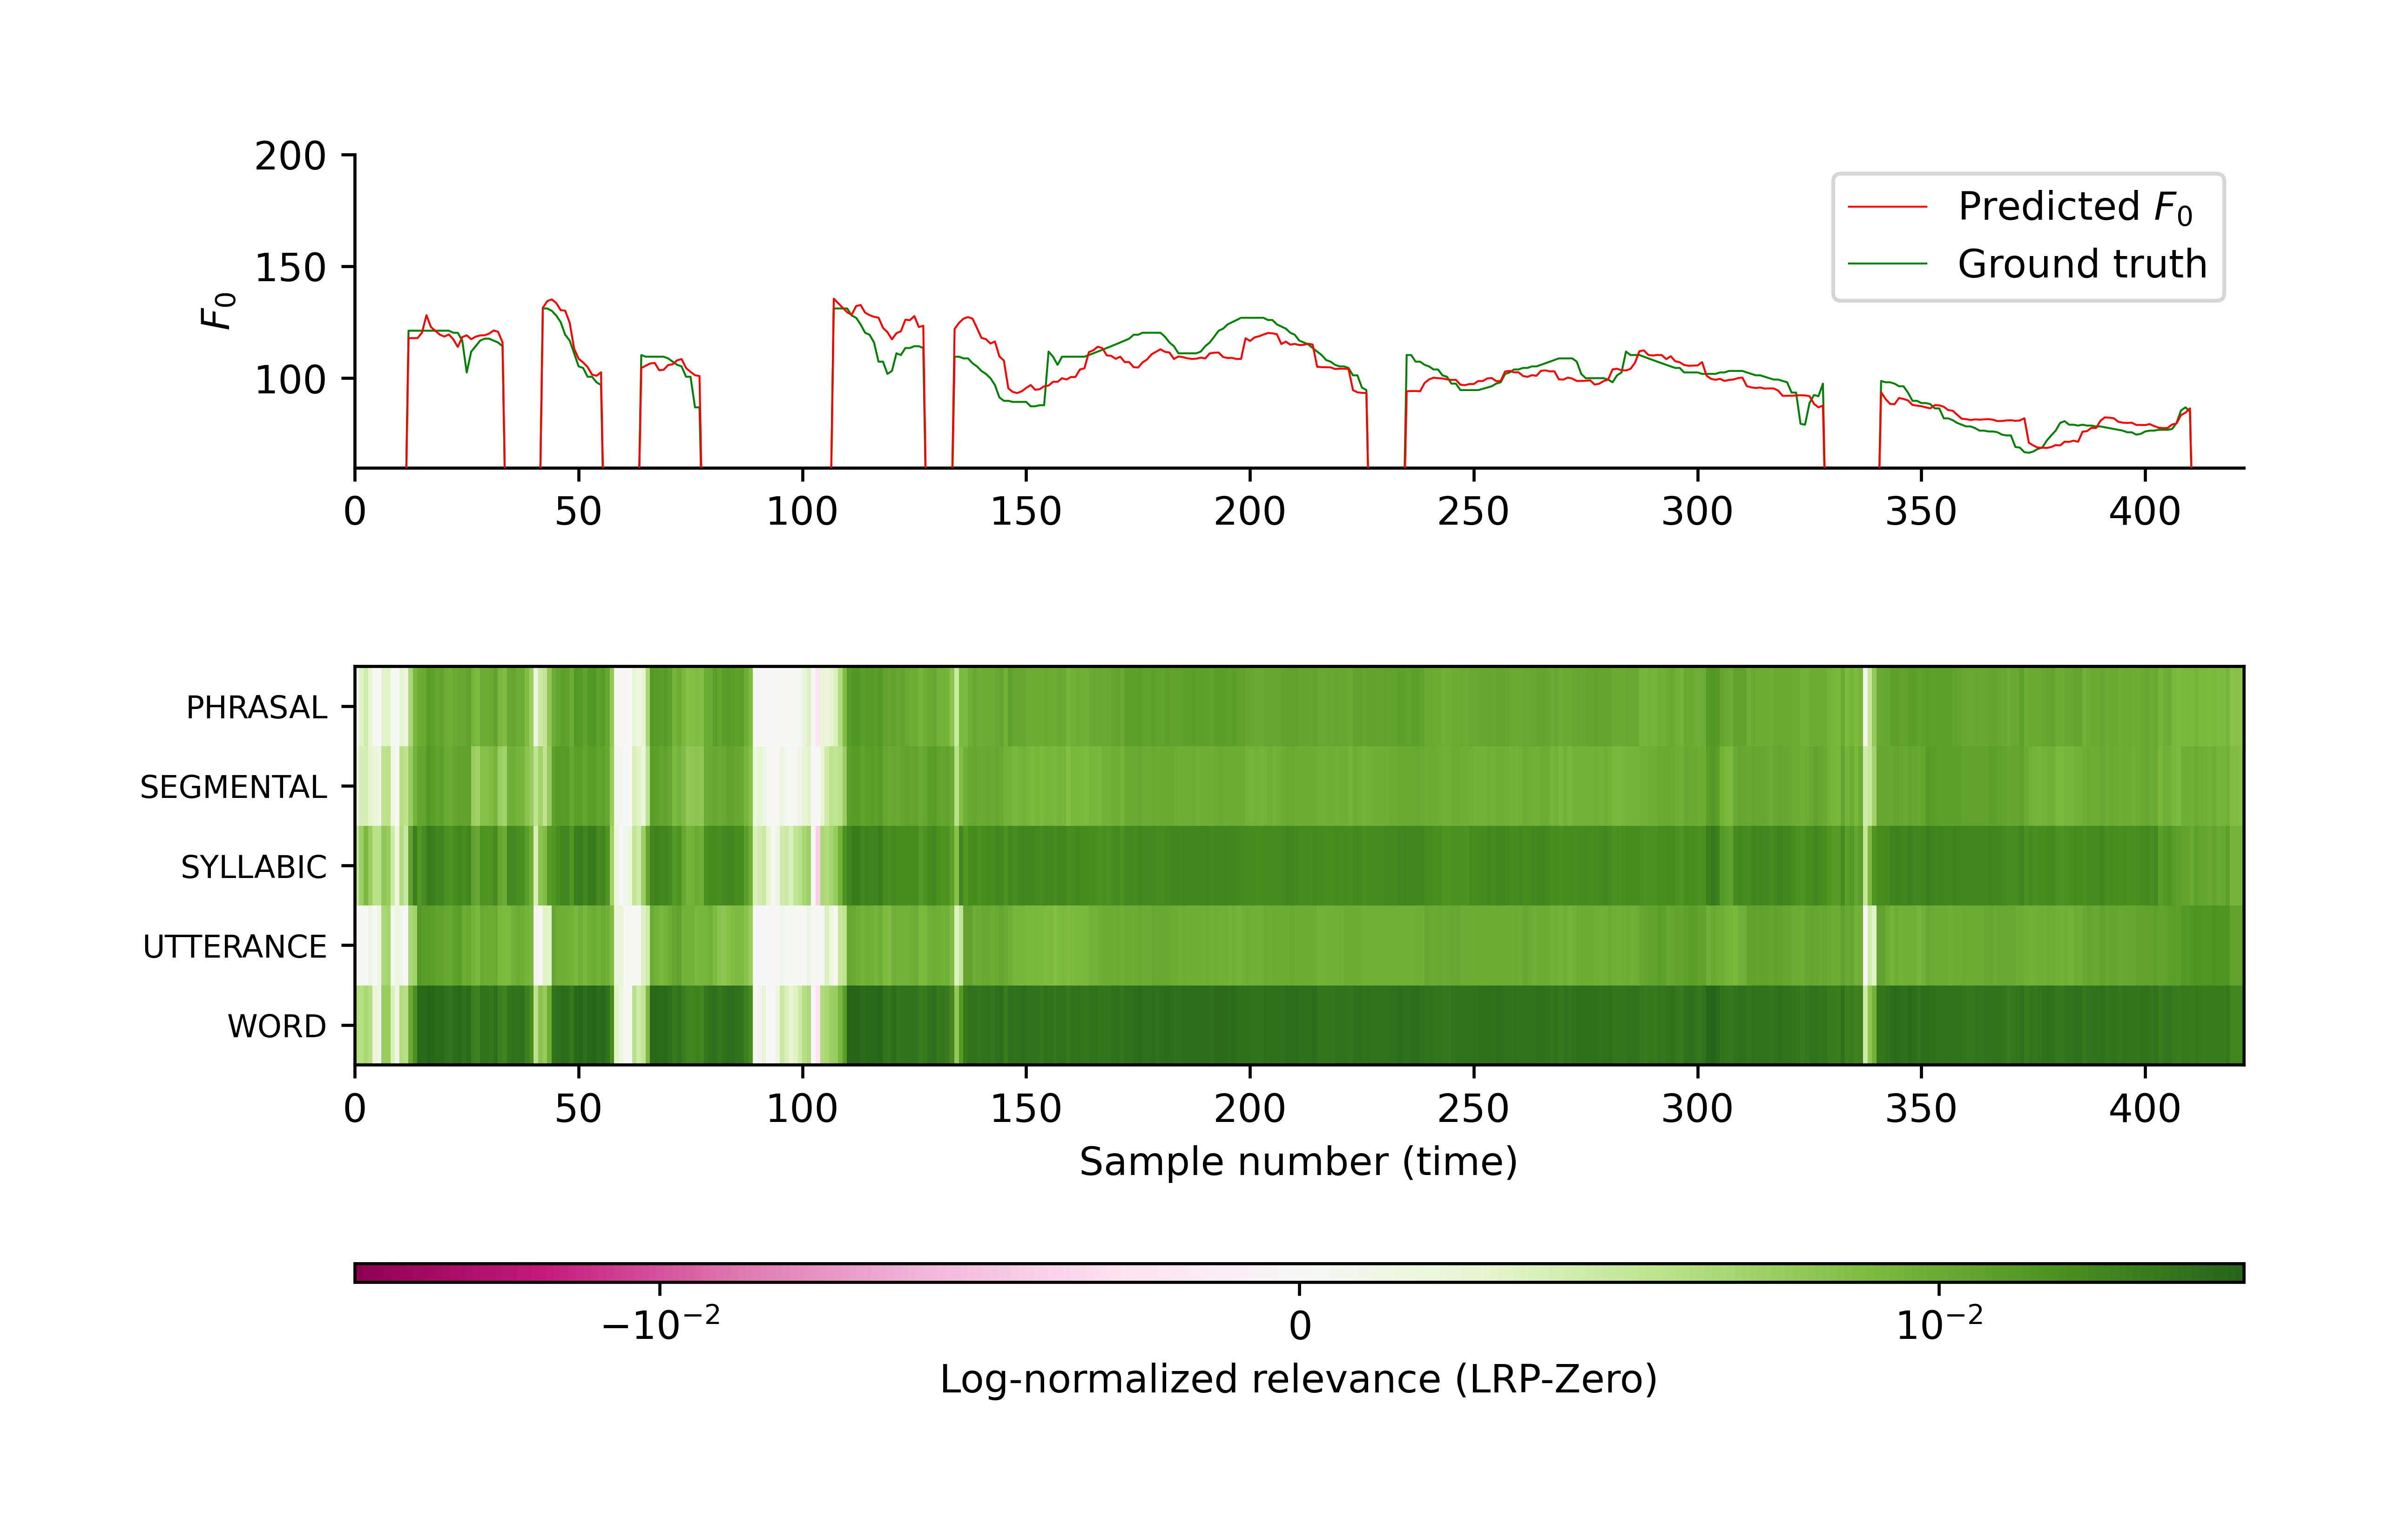 200
150
100
F₀
Predicted F₀
Ground truth
0 50 100 150 200 250 300 350 400
PHRASAL
SEGMENTAL
SYLLABIC
UTTERANCE
WORD
0 50 100 150 200 250 300 350 400
Sample number (time)
−10⁻² 0 10⁻²
Log-normalized relevance (LRP-Zero)